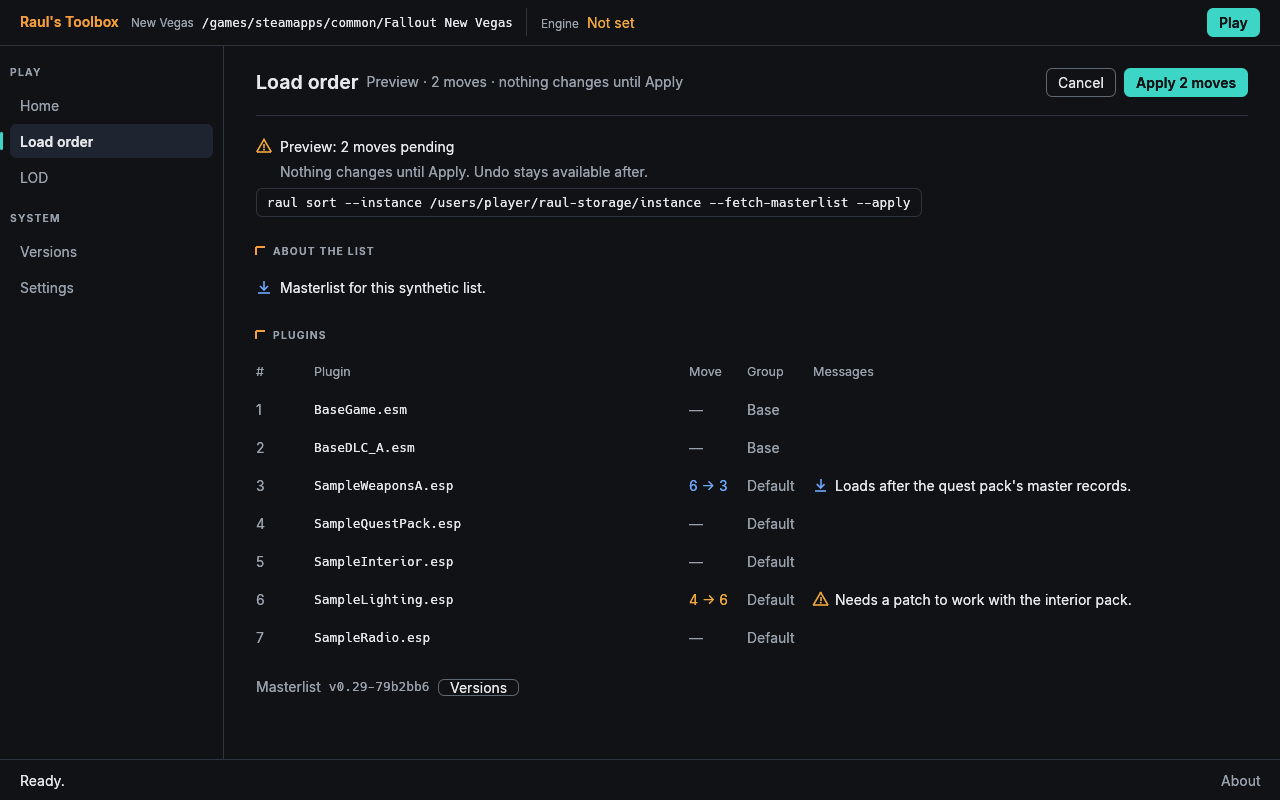 Raul's Toolbox New Vegas /games/steamapps/common/Fallout New Vegas Engine Not set Play
PLAY
Home
Load order
LOD
SYSTEM
Versions
Settings
Load order Preview · 2 moves · nothing changes until Apply Cancel Apply 2 moves
Preview: 2 moves pending
Nothing changes until Apply. Undo stays available after.
raul sort --instance /users/player/raul-storage/instance --fetch-masterlist --apply
ABOUT THE LIST
Masterlist for this synthetic list.
PLUGINS
# Plugin Move Group Messages
1 BaseGame.esm — Base
2 BaseDLC_A.esm — Base
3 SampleWeaponsA.esp 6 → 3 Default Loads after the quest pack's master records.
4 SampleQuestPack.esp — Default
5 SampleInterior.esp — Default
6 SampleLighting.esp 4 → 6 Default Needs a patch to work with the interior pack.
7 SampleRadio.esp — Default
Masterlist v0.29-79b2bb6 Versions
Ready. About